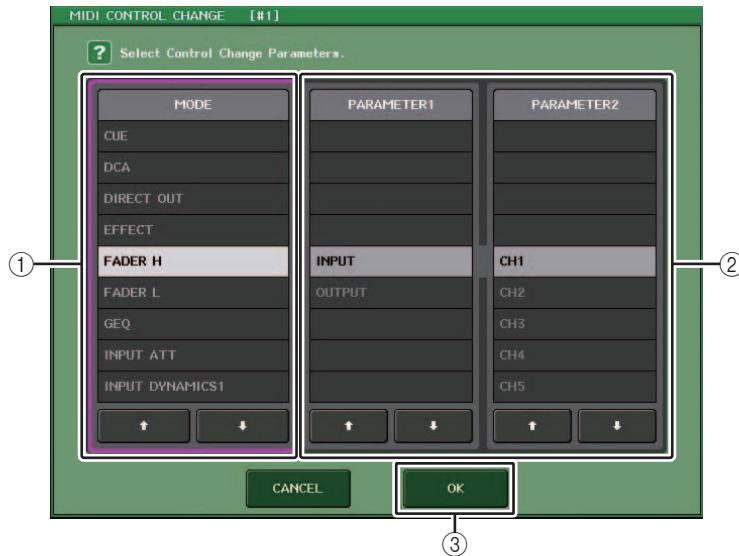 MIDI CONTROL CHANGE [#1]
? Select Control Change Parameters.
MODE PARAMETER1 PARAMETER2
CUE
DCA
DIRECT OUT
EFFECT
① FADER H INPUT CH1 ②
FADER L OUTPUT CH2
GEQ CH3
INPUT ATT CH4
INPUT DYNAMICS1 CH5
CANCEL OK
③